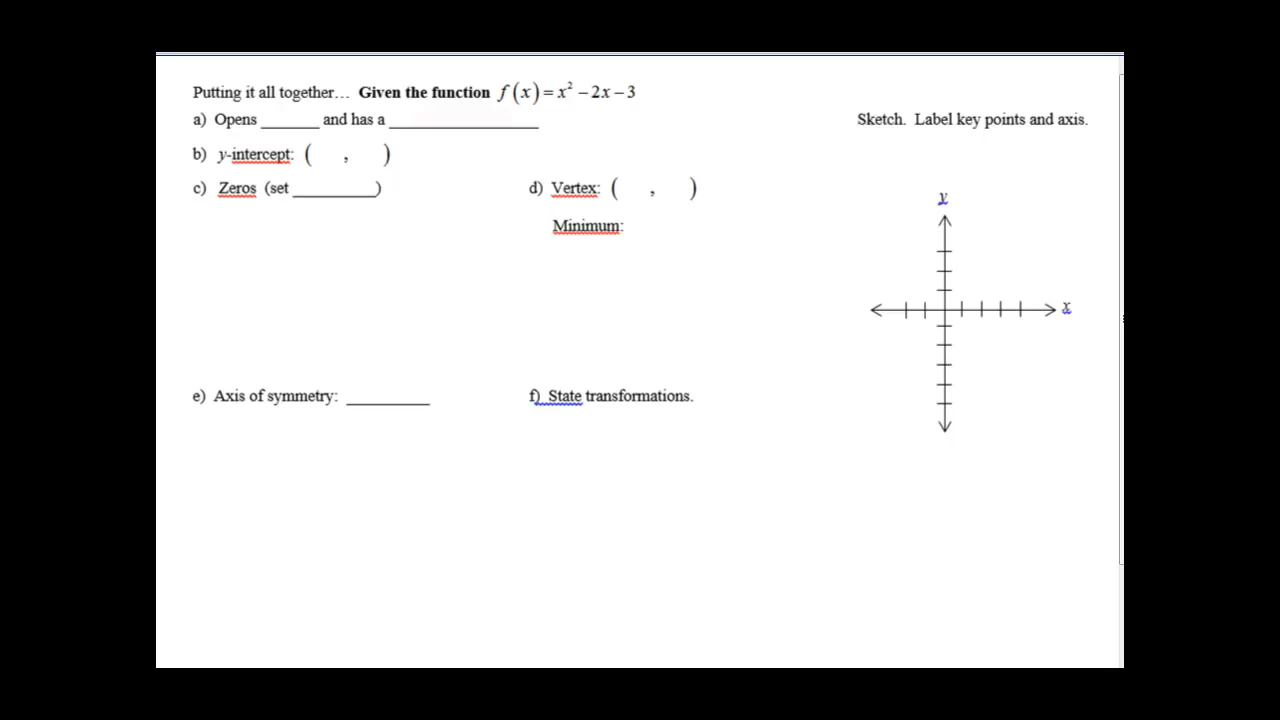 Putting it all together… Given the function f(x) = x² − 2x − 3
a) Opens _______ and has a __________________ Sketch. Label key points and axis.
b) y-intercept: ( , )
c) Zeros (set __________) d) Vertex: ( , )
y
Minimum:
x
e) Axis of symmetry: __________ f) State transformations.